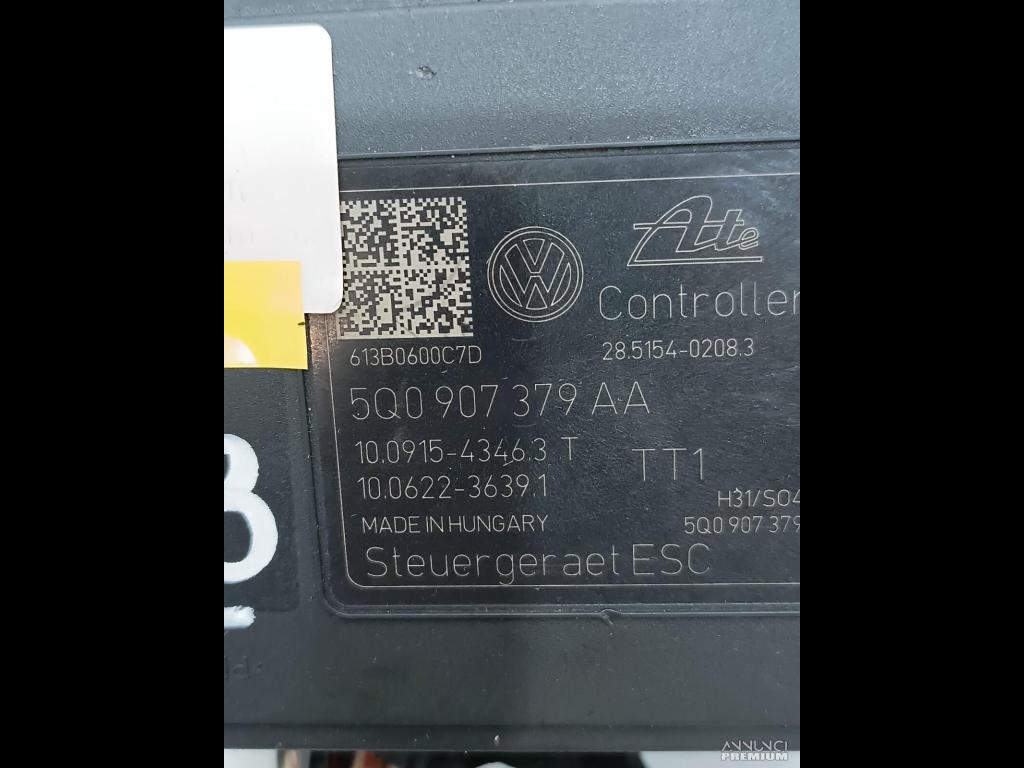 Ate
Controller
613B0600C7D
28.5154-0208.3
5Q0 907 379 AA
10.0915-4346.3 T
TT1
10.0622-3639.1
H31/S04
MADE IN HUNGARY
5Q0 907 379
Steuergeraet ESC
B
ANNUNCI
PREMIUM